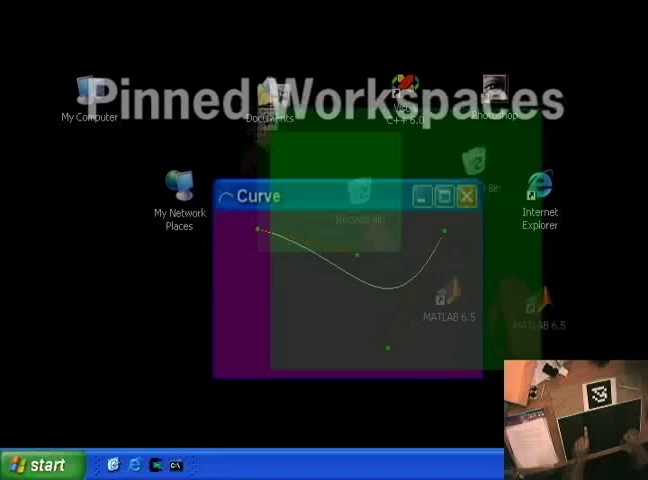 Pinned Workspaces
My Computer
Documents
C++ 6.0
Photoshop
My Network
Places
Recycle Bin
Bin
Internet
Explorer
Curve
MATLAB 6.5
MATLAB 6.5
start
C:\